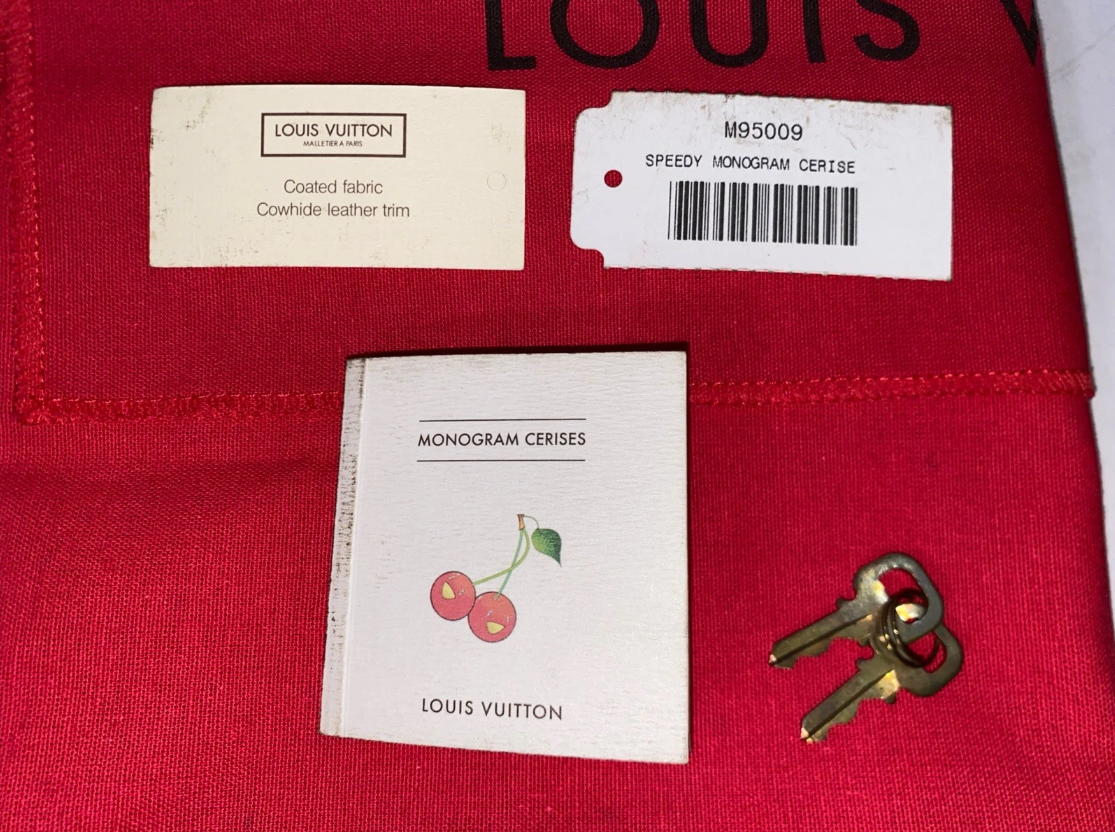 LOUIS V
LOUIS VUITTON
MALLETIER A PARIS
Coated fabric
Cowhide leather trim
M95009
SPEEDY MONOGRAM CERISE
MONOGRAM CERISES
LOUIS VUITTON